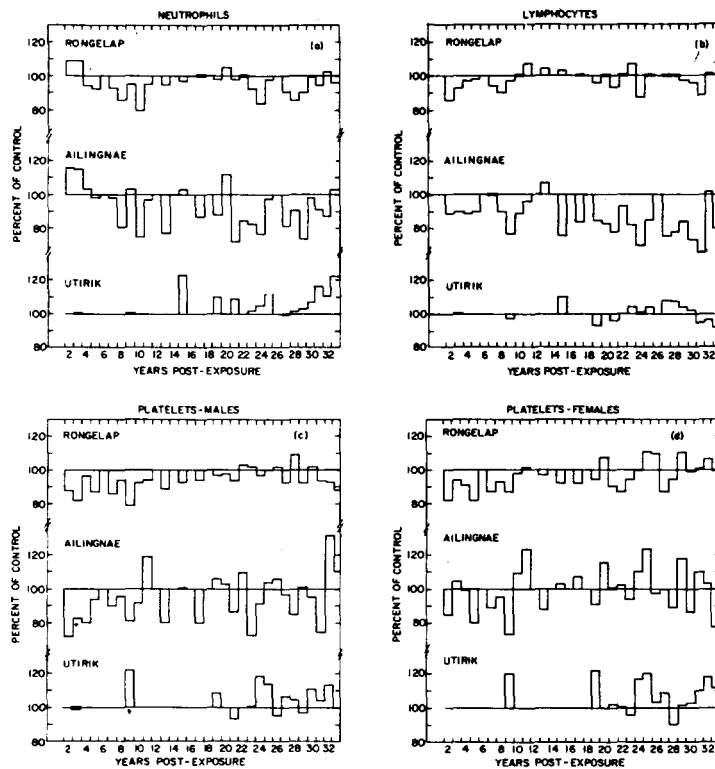 NEUTROPHILS
RONGELAP
(a)
120
100
80
AILINGNAE
120
100
80
UTIRIK
120
100
80
PERCENT OF CONTROL
2 4 6 8 10 12 14 16 18 20 22 24 26 28 30 32
YEARS POST-EXPOSURE
LYMPHOCYTES
RONGELAP
(b)
120
100
80
AILINGNAE
120
100
80
UTIRIK
120
100
80
PERCENT OF CONTROL
2 4 6 8 10 12 14 16 18 20 22 24 26 28 30 32
YEARS POST-EXPOSURE
PLATELETS-MALES
RONGELAP
(c)
120
100
80
AILINGNAE
120
100
80
UTIRIK
120
100
80
PERCENT OF CONTROL
2 4 6 8 10 12 14 16 18 20 22 24 26 28 30 32
YEARS POST-EXPOSURE
PLATELETS-FEMALES
RONGELAP
(d)
120
100
80
AILINGNAE
120
100
80
UTIRIK
120
100
80
PERCENT OF CONTROL
2 4 6 8 10 12 14 16 18 20 22 24 26 28 30 32
YEARS POST-EXPOSURE